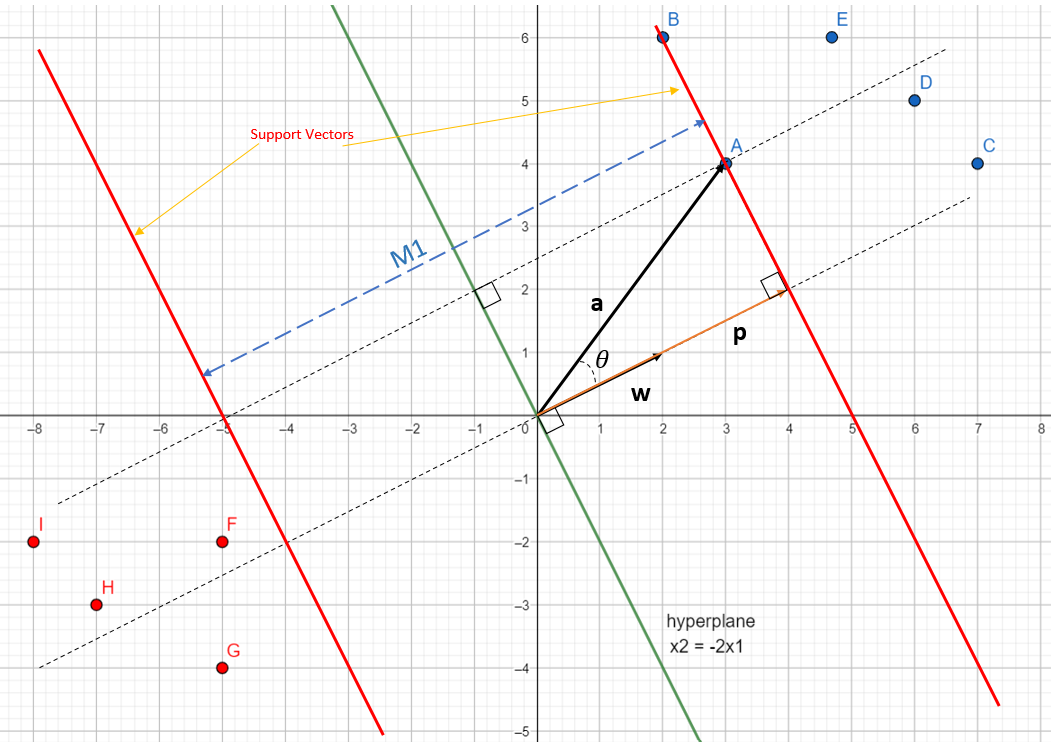 B
E
6
D
5
Support Vectors
A
C
4
3
M1
2
a
p
1
θ
w
−8 −7 −6 −5 −4 −3 −2 −1 0 1 2 3 4 5 6 7 8
−1
I
F
−2
H
−3
hyperplane
x2 = -2x1
G
−4
−5